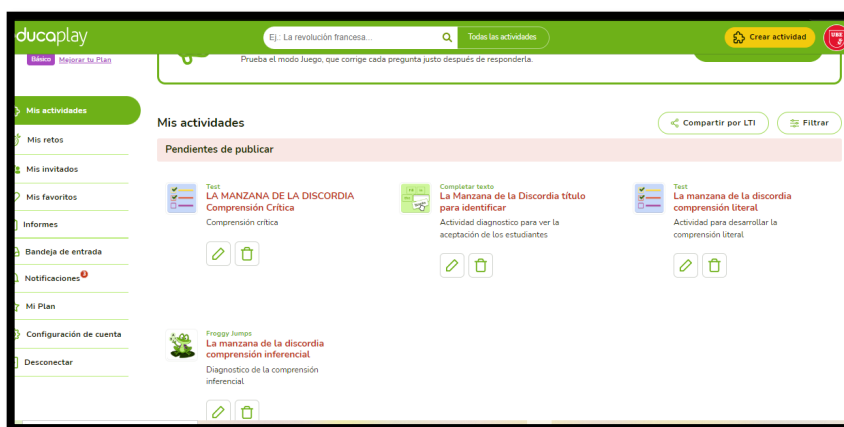 ducaplay
Ej.: La revolución francesa...
Todas las actividades
Crear actividad
UBE
Básico Mejorar tu Plan
Prueba el modo Juego, que corrige cada pregunta justo después de responderla.
Mis actividades
Mis retos
Mis invitados
Mis favoritos
Informes
Bandeja de entrada
Notificaciones
Mi Plan
Configuración de cuenta
Desconectar
Mis actividades
Compartir por LTI
Filtrar
Pendientes de publicar
Test
LA MANZANA DE LA DISCORDIA
Comprensión Crítica
Comprensión crítica
Completar texto
La Manzana de la Discordia título
para identificar
Actividad diagnostico para ver la
aceptación de los estudiantes
Test
La manzana de la discordia
comprensión literal
Actividad para desarrollar la
comprensión literal
Froggy Jumps
La manzana de la discordia
comprensión inferencial
Diagnostico de la comprensión
inferencial